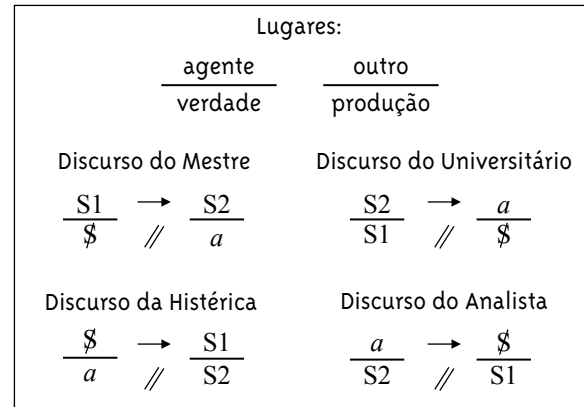 Lugares:
agente outro
verdade produção
Discurso do Mestre Discurso do Universitário
S1 → S2 S2 → a
$ // a S1 // $
Discurso da Histérica Discurso do Analista
$ → S1 a → $
a // S2 S2 // S1